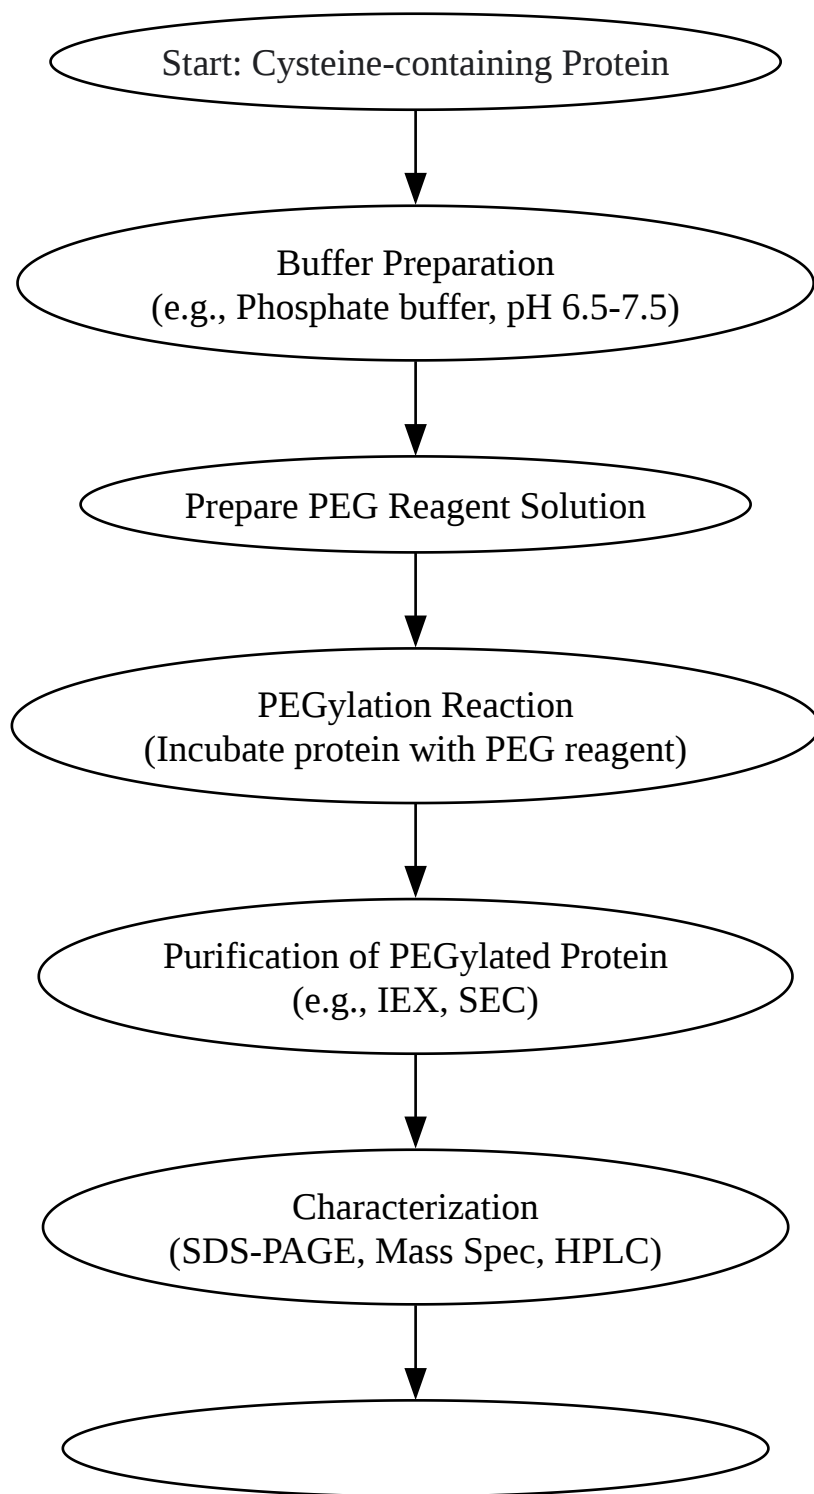 Start: Cysteine-containing Protein
Buffer Preparation
(e.g., Phosphate buffer, pH 6.5-7.5)
Prepare PEG Reagent Solution
PEGylation Reaction
(Incubate protein with PEG reagent)
Purification of PEGylated Protein
(e.g., IEX, SEC)
Characterization
(SDS-PAGE, Mass Spec, HPLC)